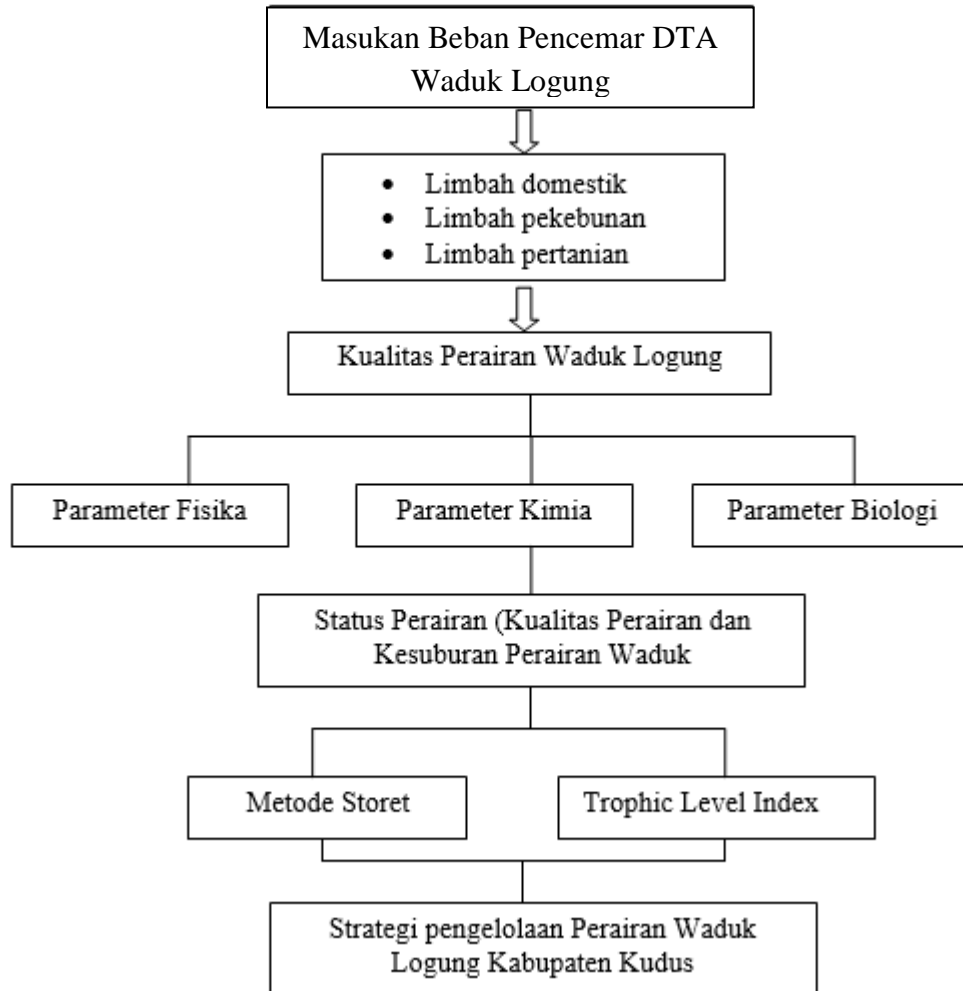 Masukan Beban Pencemar DTA
Waduk Logung
• Limbah domestik
• Limbah pekebunan
• Limbah pertanian
Kualitas Perairan Waduk Logung
Parameter Fisika
Parameter Kimia
Parameter Biologi
Status Perairan (Kualitas Perairan dan
Kesuburan Perairan Waduk
Metode Storet
Trophic Level Index
Strategi pengelolaan Perairan Waduk
Logung Kabupaten Kudus